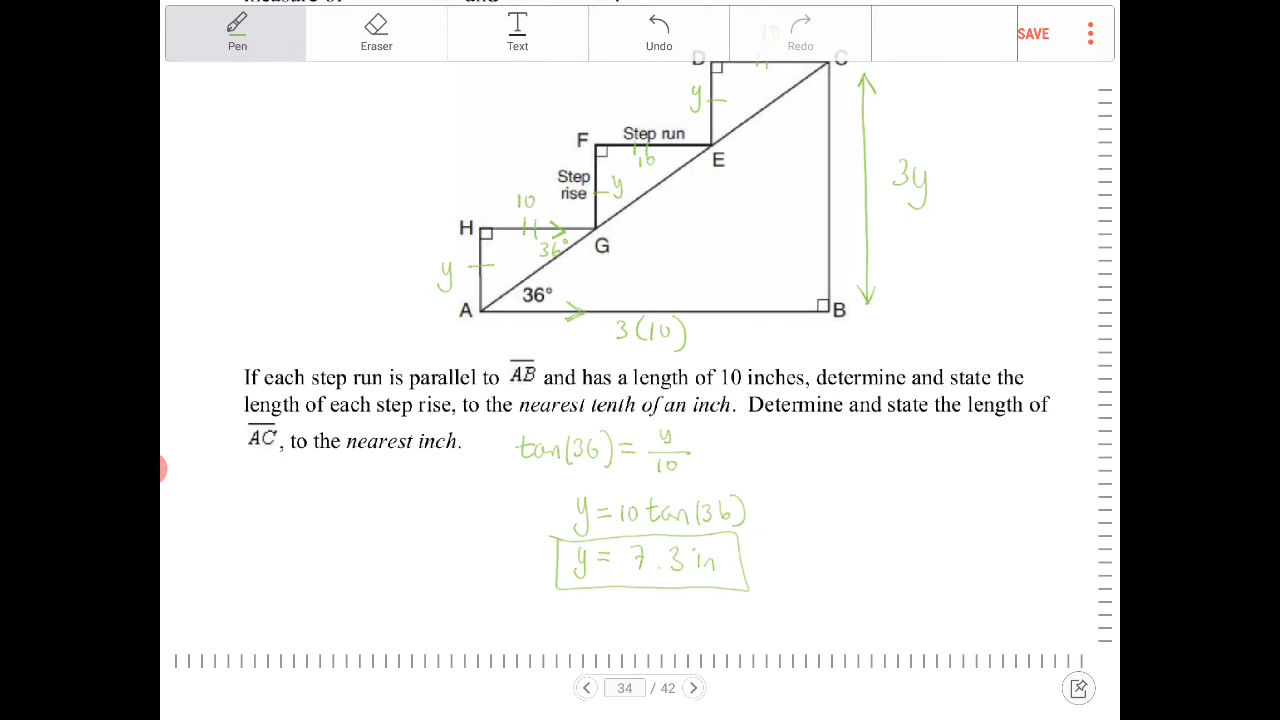 Pen Eraser Text Undo Redo SAVE
10
D C
y
F Step run
10
E
Step rise y
3y
10
H
36°
G
y
A 36° B
3(10)
If each step run is parallel to AB and has a length of 10 inches, determine and state the
length of each step rise, to the nearest tenth of an inch. Determine and state the length of
AC, to the nearest inch.
tan(36) = y/10
y = 10 tan(36)
y = 7.3 in
34 / 42